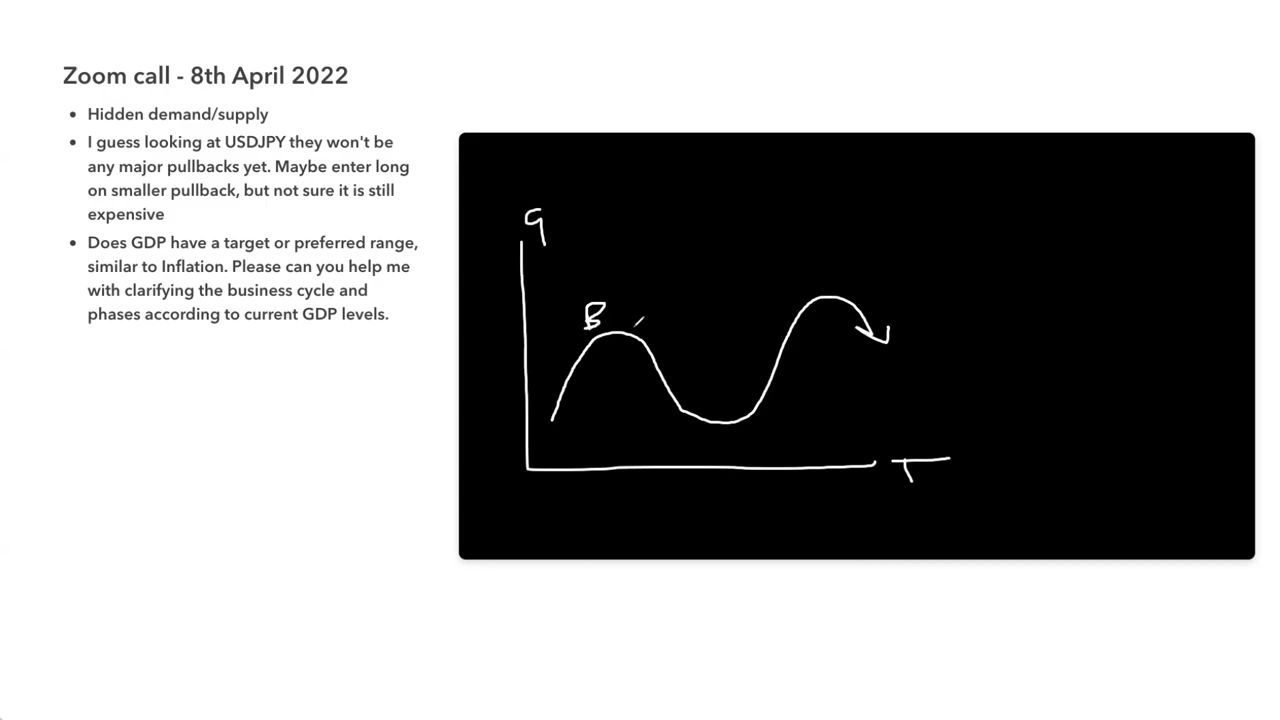 Zoom call - 8th April 2022
• Hidden demand/supply
• I guess looking at USDJPY they won't be
any major pullbacks yet. Maybe enter long
on smaller pullback, but not sure it is still
expensive
• Does GDP have a target or preferred range,
similar to Inflation. Please can you help me
with clarifying the business cycle and
phases according to current GDP levels.
G
B
T